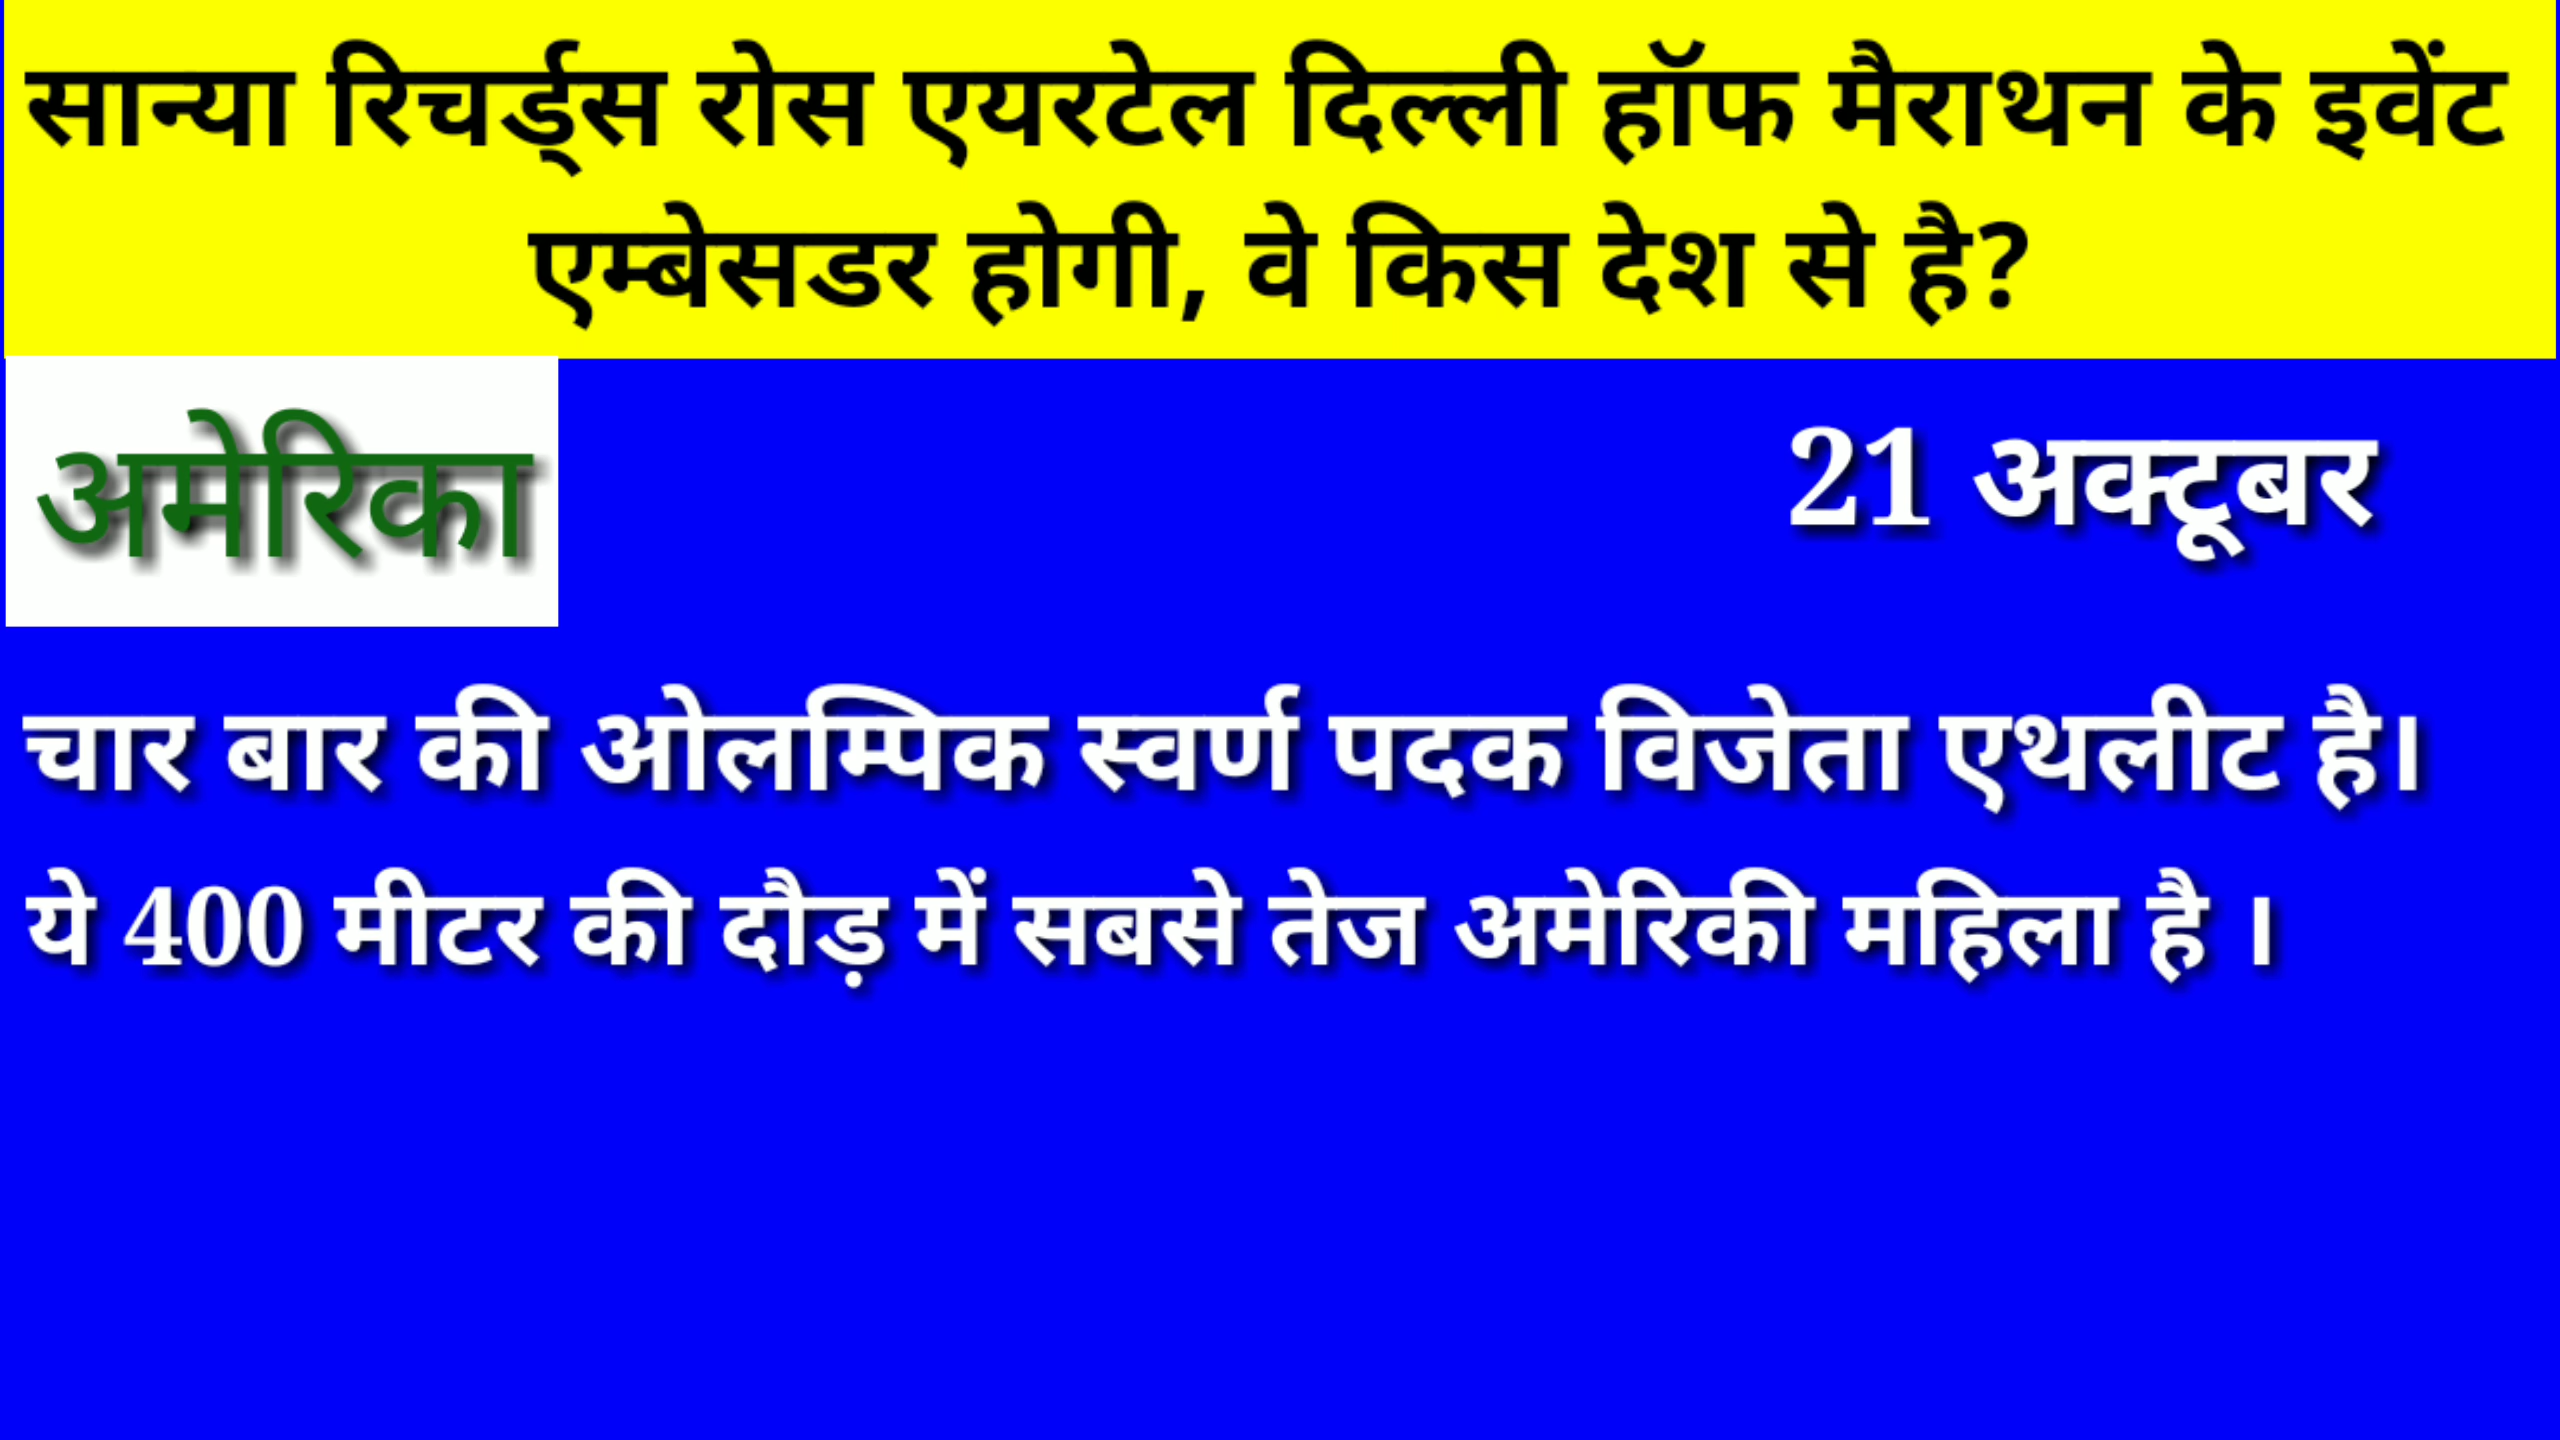 सान्या रिचर्ड्स रोस एयरटेल दिल्ली हॉफ मैराथन के इवेंट
एम्बेसडर होगी, वे किस देश से है?
अमेरिका
21 अक्टूबर
चार बार की ओलम्पिक स्वर्ण पदक विजेता एथलीट है।
ये 400 मीटर की दौड़ में सबसे तेज अमेरिकी महिला है ।